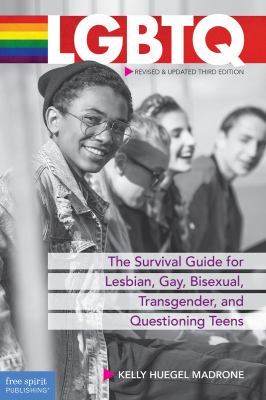 LGBTQ
REVISED & UPDATED THIRD EDITION
The Survival Guide for
Lesbian, Gay, Bisexual,
Transgender, and
Questioning Teens
KELLY HUEGEL MADRONE
free spirit
PUBLISHING®